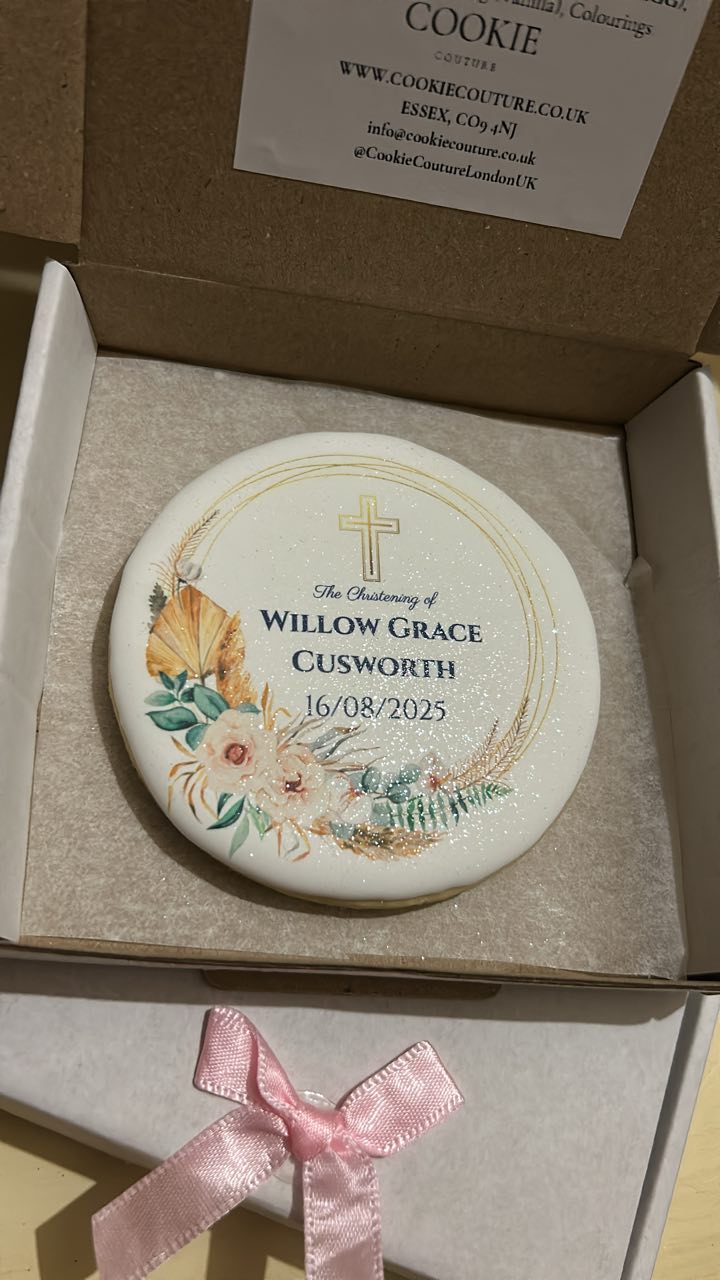 Colourings
COOKIE
COUTURE
WWW.COOKIECOUTURE.CO.UK
ESSEX, CO9 4NJ
info@cookiecouture.co.uk
@CookieCoutureLondonUK
The Christening of
WILLOW GRACE
CUSWORTH
16/08/2025